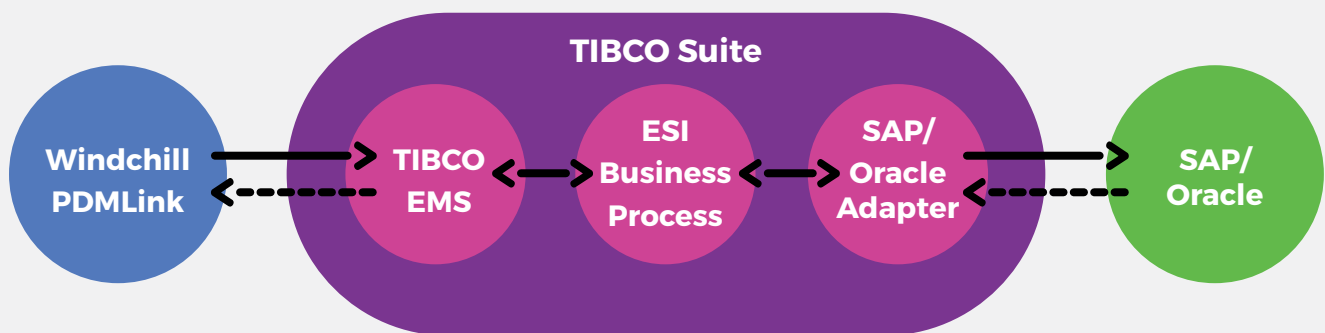 TIBCO Suite
Windchill
PDMLink
TIBCO
EMS
ESI
Business
Process
SAP/
Oracle
Adapter
SAP/
Oracle